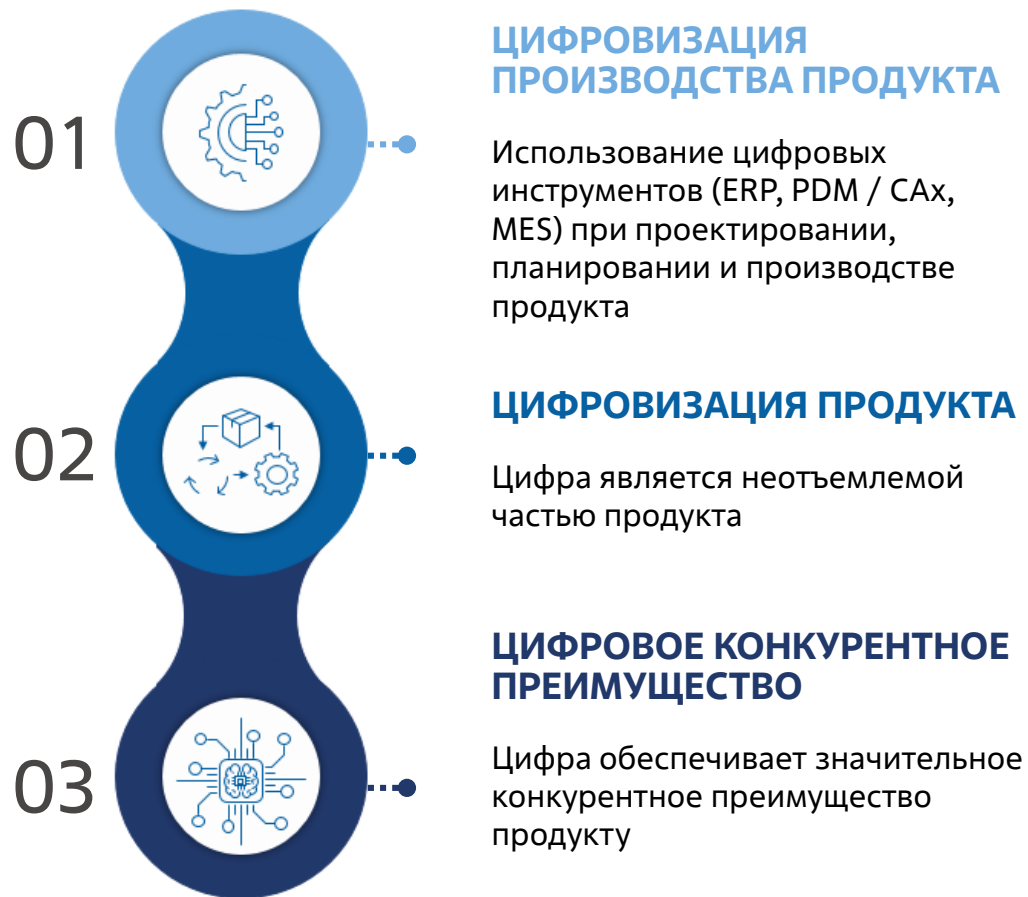 01
ЦИФРОВИЗАЦИЯ
ПРОИЗВОДСТВА ПРОДУКТА
Использование цифровых
инструментов (ERP, PDM / CAx,
MES) при проектировании,
планировании и производстве
продукта
02
ЦИФРОВИЗАЦИЯ ПРОДУКТА
Цифра является неотъемлемой
частью продукта
03
ЦИФРОВОЕ КОНКУРЕНТНОЕ
ПРЕИМУЩЕСТВО
Цифра обеспечивает значительное
конкурентное преимущество
продукту